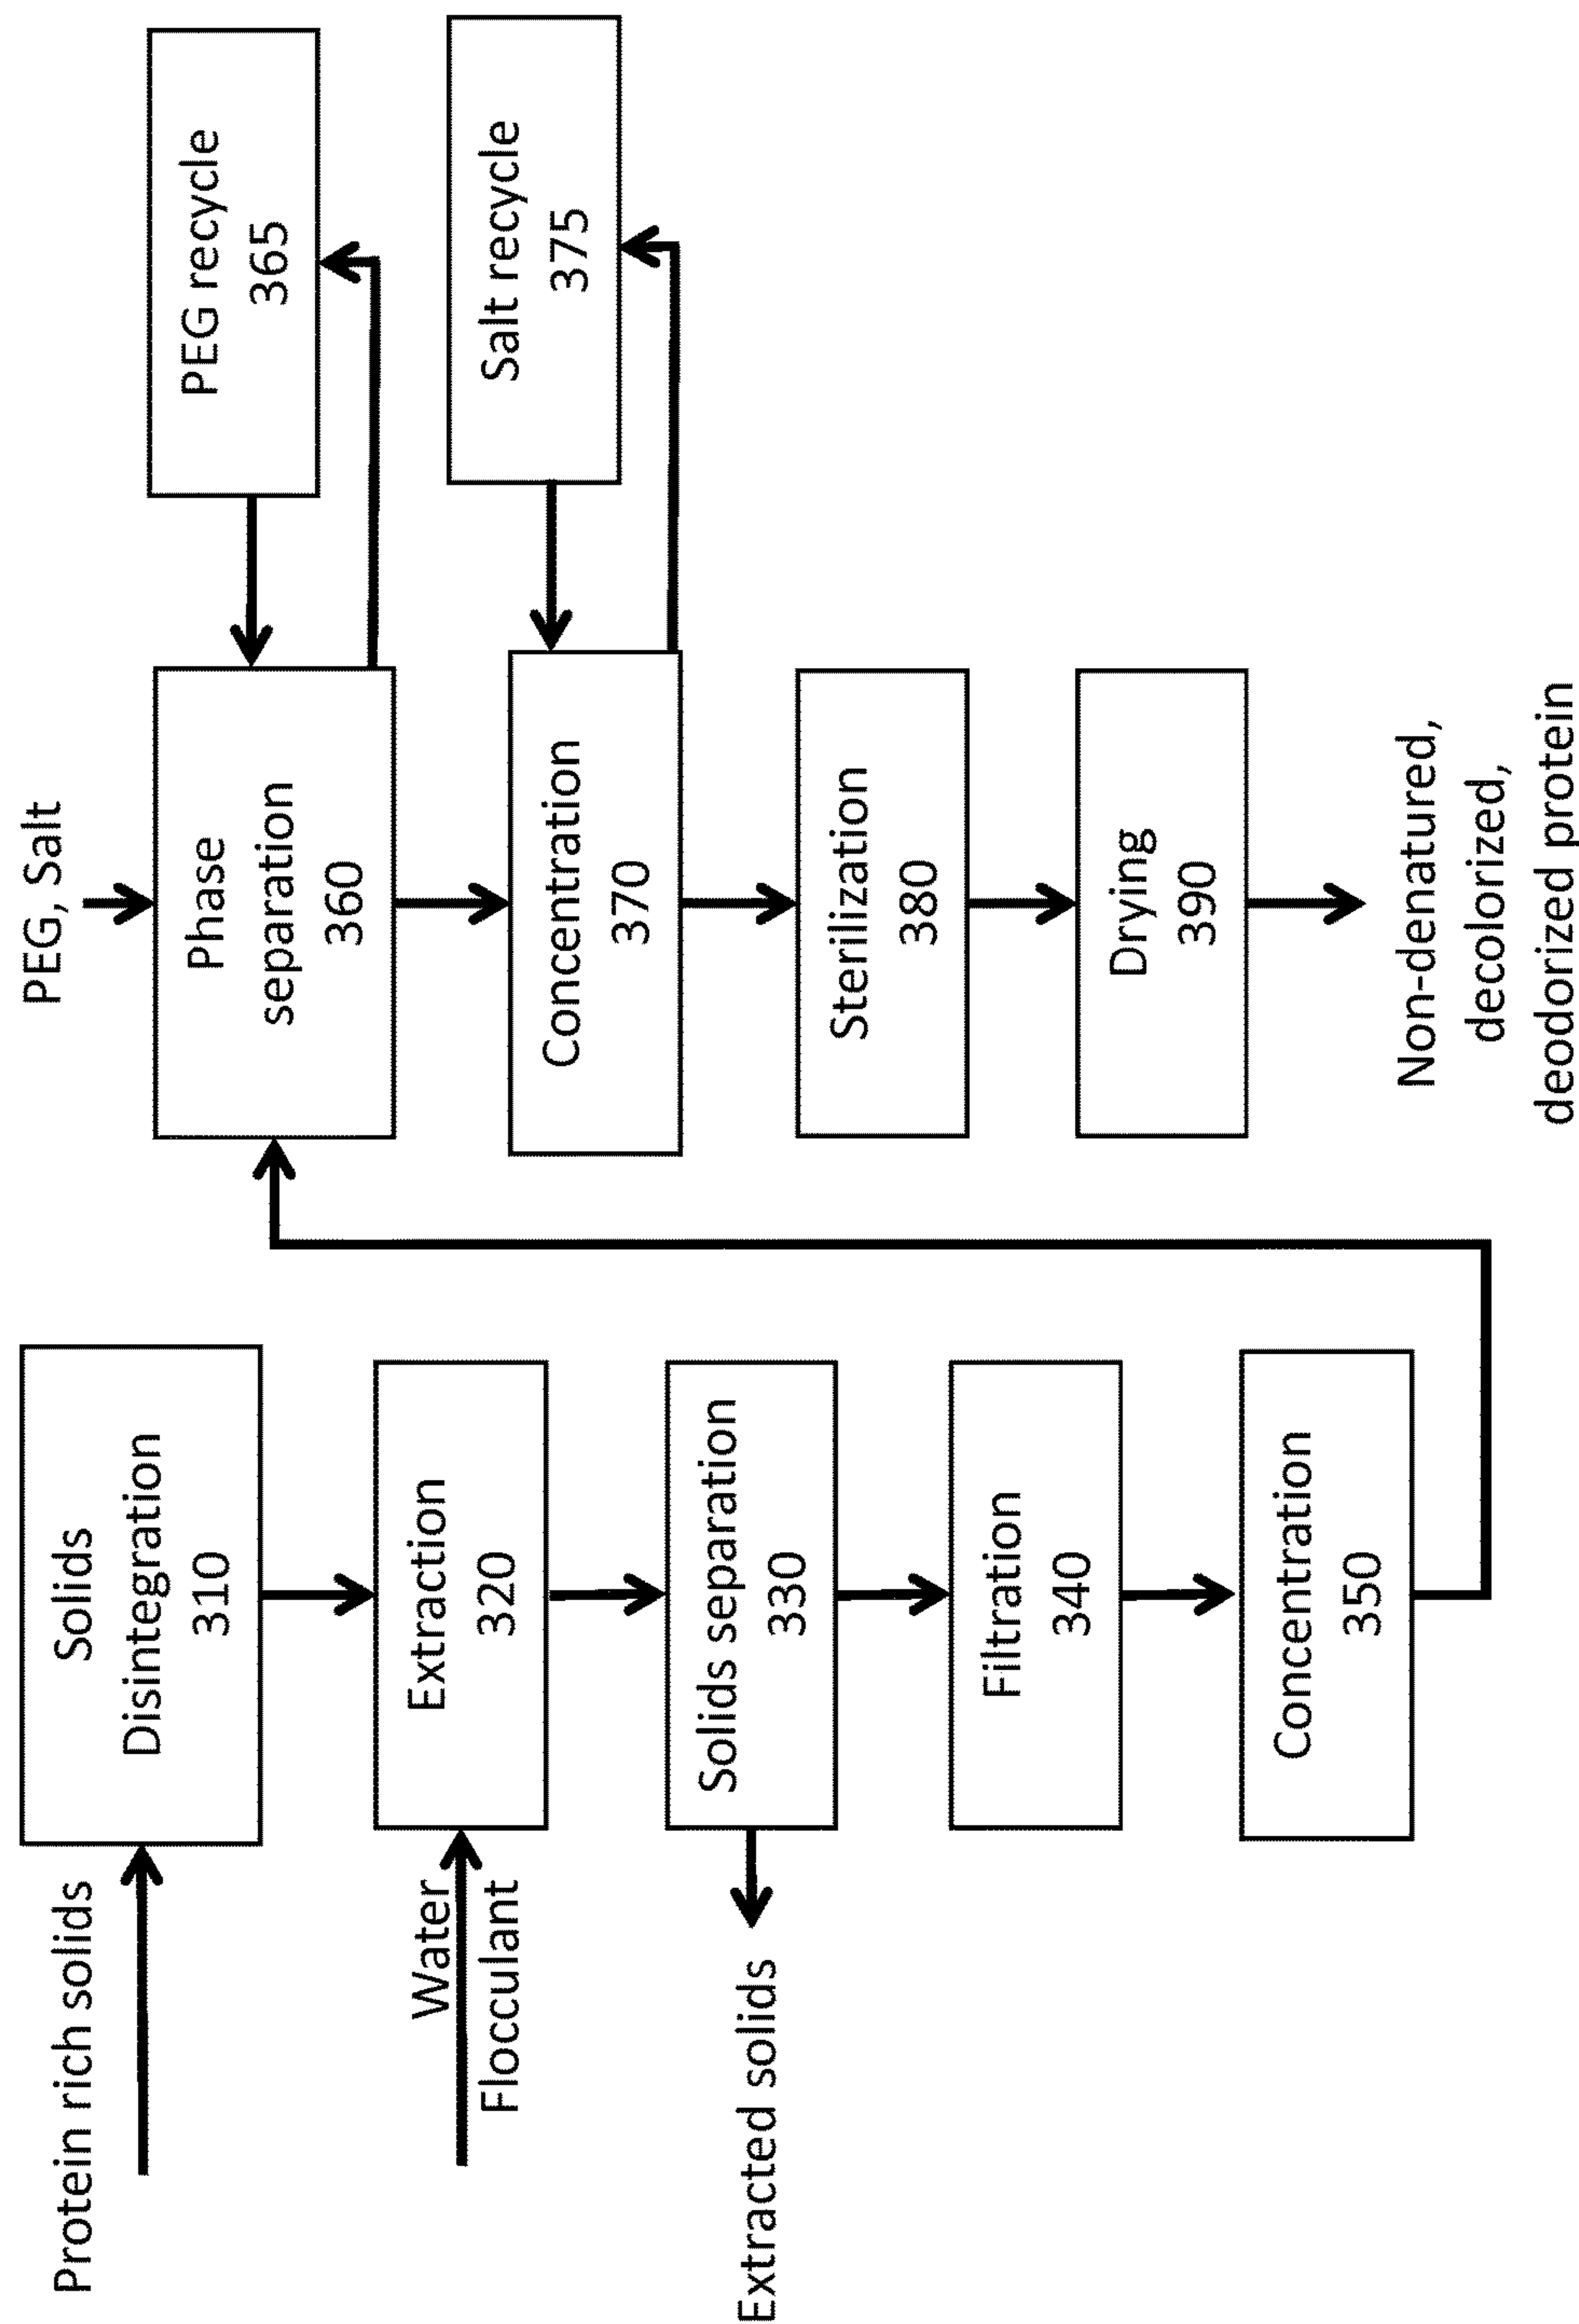 Protein rich solids
Solids
Disintegration
310
Water
Flocculant
Extraction
320
Solids separation
330
Extracted solids
Filtration
340
Concentration
350
PEG, Salt
Phase
separation
360
PEG recycle
365
Concentration
370
Salt recycle
375
Sterilization
380
Drying
390
Non-denatured,
decolorized,
deodorized protein